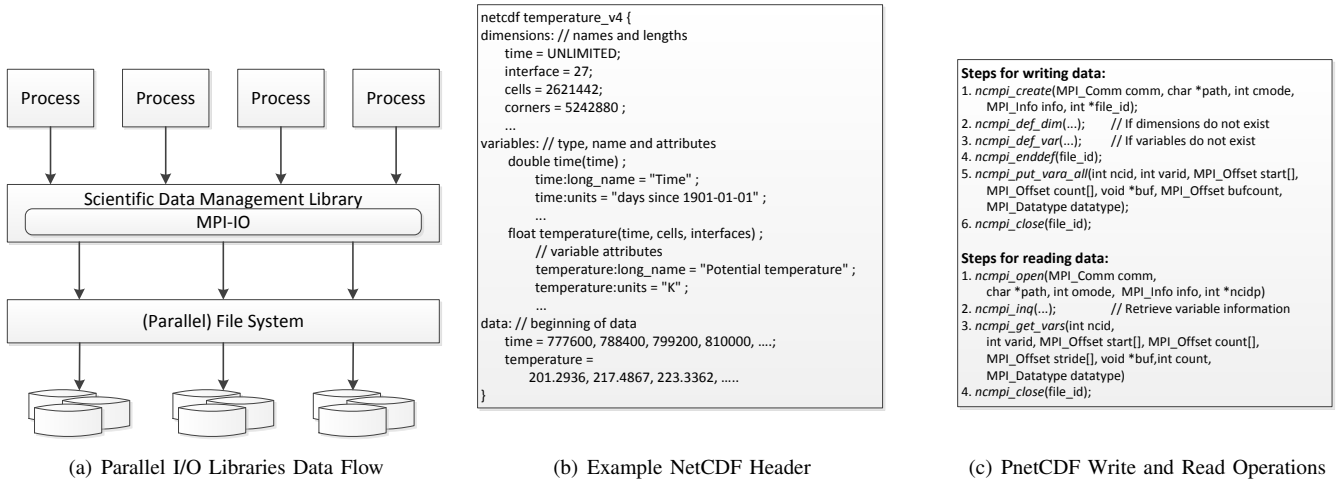 Process
Process
Process
Process
Scientific Data Management Library
MPI-IO
(Parallel) File System
(a) Parallel I/O Libraries Data Flow
netcdf temperature_v4 {
dimensions: // names and lengths
time = UNLIMITED;
interface = 27;
cells = 2621442;
corners = 5242880 ;
...
variables: // type, name and attributes
double time(time) ;
time:long_name = "Time" ;
time:units = "days since 1901-01-01" ;
...
float temperature(time, cells, interfaces) ;
// variable attributes
temperature:long_name = "Potential temperature" ;
temperature:units = "K" ;
...
data: // beginning of data
time = 777600, 788400, 799200, 810000, ....;
temperature =
201.2936, 217.4867, 223.3362, .....
}
(b) Example NetCDF Header
Steps for writing data:
1. ncmpi_create(MPI_Comm comm, char *path, int cmode,
MPI_Info info, int *file_id);
2. ncmpi_def_dim(...); // If dimensions do not exist
3. ncmpi_def_var(...); // If variables do not exist
4. ncmpi_enddef(file_id);
5. ncmpi_put_vara_all(int ncid, int varid, MPI_Offset start[],
MPI_Offset count[], void *buf, MPI_Offset bufcount,
MPI_Datatype datatype);
6. ncmpi_close(file_id);
Steps for reading data:
1. ncmpi_open(MPI_Comm comm,
char *path, int omode, MPI_Info info, int *ncidp)
2. ncmpi_inq(...); // Retrieve variable information
3. ncmpi_get_vars(int ncid,
int varid, MPI_Offset start[], MPI_Offset count[],
MPI_Offset stride[], void *buf,int count,
MPI_Datatype datatype)
4. ncmpi_close(file_id);
(c) PnetCDF Write and Read Operations